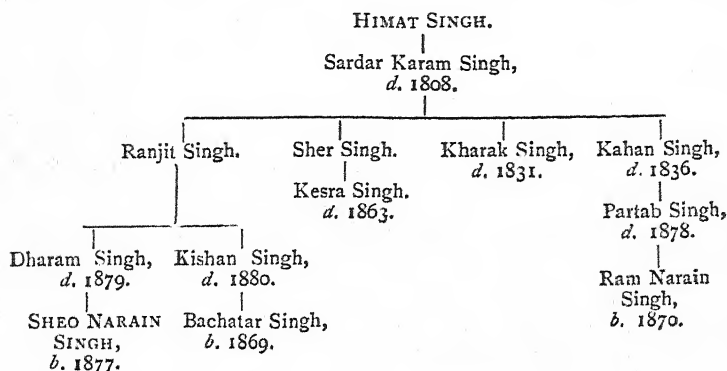 HIMAT SINGH.
Sardar Karam Singh,
d. 1808.
Ranjit Singh. Sher Singh. Kharak Singh, Kahan Singh,
d. 1831. d. 1836.
Kesra Singh. Partab Singh,
d. 1863. d. 1878.
Dharam Singh, Kishan Singh, Ram Narain
d. 1879. d. 1880. Singh,
SHEO NARAIN Bachatar Singh, b. 1870.
SINGH, b. 1869.
b. 1877.